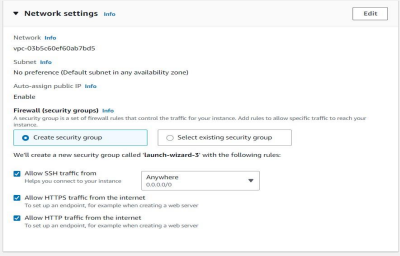 ▼ Network settings Info
Edit
Network Info
vpc-03b5c60ef60ab7bd5
Subnet Info
No preference (Default subnet in any availability zone)
Auto-assign public IP Info
Enable
Firewall (security groups) Info
A security group is a set of firewall rules that control the traffic for your instance. Add rules to allow specific traffic to reach your
instance.
Create security group
Select existing security group
We'll create a new security group called 'launch-wizard-3' with the following rules:
Allow SSH traffic from
Helps you connect to your instance
Anywhere
0.0.0.0/0
Allow HTTPS traffic from the internet
To set up an endpoint, for example when creating a web server
Allow HTTP traffic from the internet
To set up an endpoint, for example when creating a web server